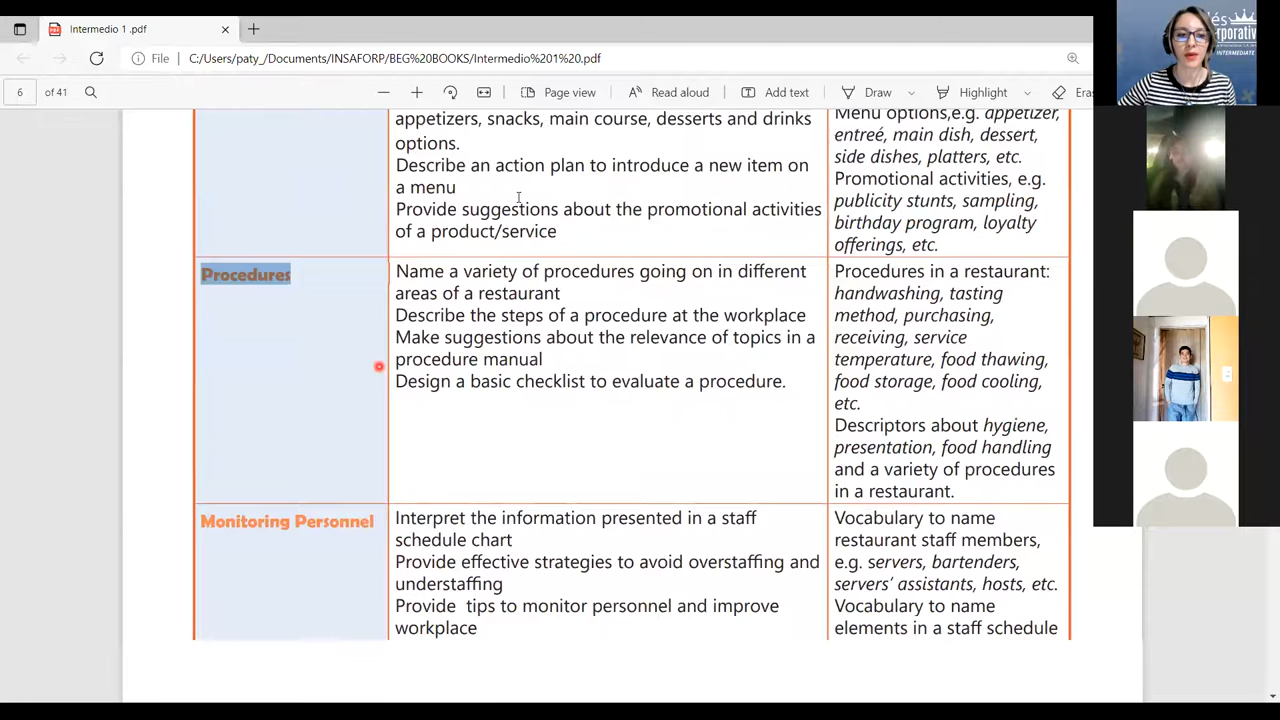 Intermedio 1 .pdf
File C:/Users/paty_/Documents/INSAFORP/BEG%20BOOKS/Intermedio%201%20.pdf
6 of 41 Page view Read aloud Add text Draw Highlight
appetizers, snacks, main course, desserts and drinks
options.
Describe an action plan to introduce a new item on
a menu
Provide suggestions about the promotional activities
of a product/service
Menu options,e.g. appetizer,
entreé, main dish, dessert,
side dishes, platters, etc.
Promotional activities, e.g.
publicity stunts, sampling,
birthday program, loyalty
offerings, etc.
Procedures
Name a variety of procedures going on in different
areas of a restaurant
Describe the steps of a procedure at the workplace
Make suggestions about the relevance of topics in a
procedure manual
Design a basic checklist to evaluate a procedure.
Procedures in a restaurant:
handwashing, tasting
method, purchasing,
receiving, service
temperature, food thawing,
food storage, food cooling,
etc.
Descriptors about hygiene,
presentation, food handling
and a variety of procedures
in a restaurant.
Monitoring Personnel
Interpret the information presented in a staff
schedule chart
Provide effective strategies to avoid overstaffing and
understaffing
Provide tips to monitor personnel and improve
workplace
Vocabulary to name
restaurant staff members,
e.g. servers, bartenders,
servers’ assistants, hosts, etc.
Vocabulary to name
elements in a staff schedule
INTERMEDIATE